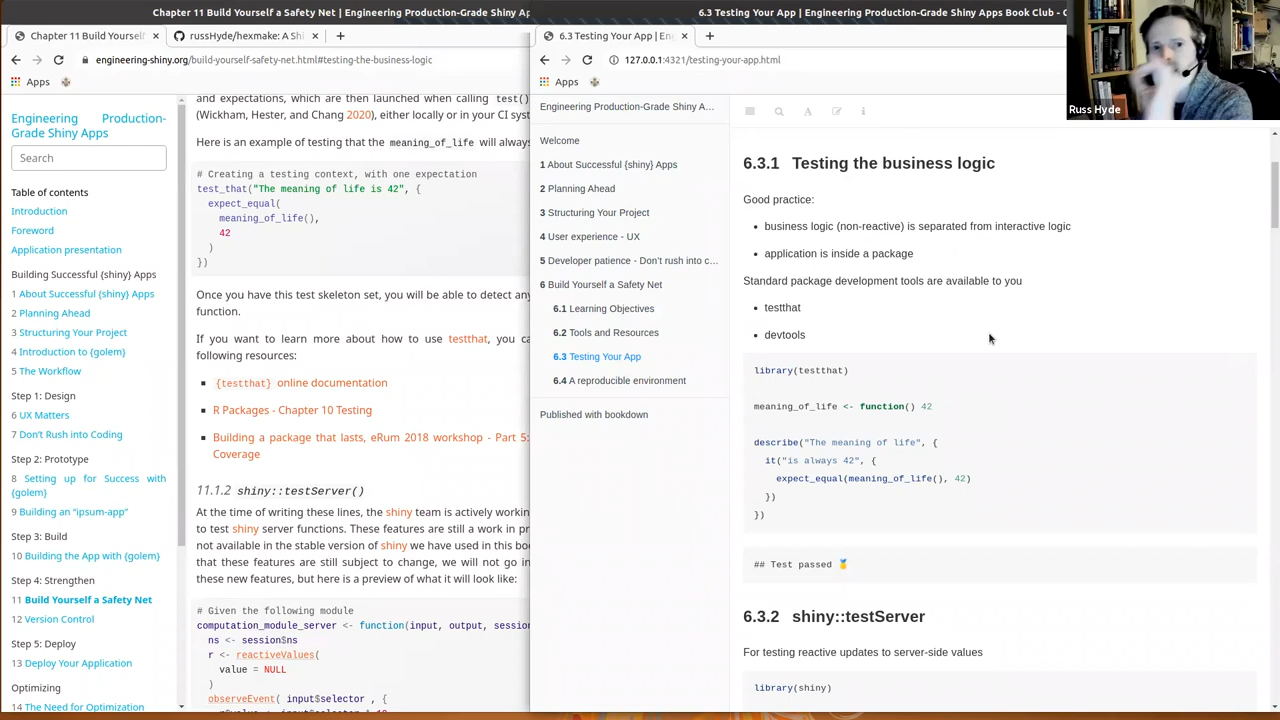 Chapter 11 Build Yourself a Safety Net | Engineering Production-Grade Shiny Ap
Chapter 11 Build Yourself
russHyde/hexmake: A Shi
engineering-shiny.org/build-yourself-safety-net.html#testing-the-business-logic
Apps
Engineering Production-
Grade Shiny Apps
Search
Table of contents
Introduction
Foreword
Application presentation
Building Successful {shiny} Apps
1 About Successful {shiny} Apps
2 Planning Ahead
3 Structuring Your Project
4 Introduction to {golem}
5 The Workflow
Step 1: Design
6 UX Matters
7 Don't Rush into Coding
Step 2: Prototype
8 Setting up for Success with
{golem}
9 Building an "ipsum-app"
Step 3: Build
10 Building the App with {golem}
Step 4: Strengthen
11 Build Yourself a Safety Net
12 Version Control
Step 5: Deploy
13 Deploy Your Application
Optimizing
14 The Need for Optimization
and expectations, which are then launched when calling test()
(Wickham, Hester, and Chang 2020), either locally or in your CI syst
Here is an example of testing that the meaning_of_life will always
# Creating a testing context, with one expectation
test_that("The meaning of life is 42", {
expect_equal(
meaning_of_life(),
42
)
})
Once you have this test skeleton set, you will be able to detect any
function.
If you want to learn more about how to use testthat, you ca
following resources:
{testthat} online documentation
R Packages - Chapter 10 Testing
Building a package that lasts, eRum 2018 workshop - Part 5:
Coverage
11.1.2 shiny::testServer()
At the time of writing these lines, the shiny team is actively workin
to test shiny server functions. These features are still a work in pr
not available in the stable version of shiny we have used in this bo
that these features are still subject to change, we will not go in
these new features, but here is a preview of what it will look like:
# Given the following module
computation_module_server <- function(input, output, session
ns <- session$ns
r <- reactiveValues(
value = NULL
)
observeEvent( input$selector , {
6.3 Testing Your App | Engineering Production-Grade Shiny Apps Book Club -
6.3 Testing Your App | Eng
127.0.0.1:4321/testing-your-app.html
Apps
Engineering Production-Grade Shiny A...
Welcome
1 About Successful {shiny} Apps
2 Planning Ahead
3 Structuring Your Project
4 User experience - UX
5 Developer patience - Don't rush into c...
6 Build Yourself a Safety Net
6.1 Learning Objectives
6.2 Tools and Resources
6.3 Testing Your App
6.4 A reproducible environment
Published with bookdown
6.3.1 Testing the business logic
Good practice:
business logic (non-reactive) is separated from interactive logic
application is inside a package
Standard package development tools are available to you
testthat
devtools
library(testthat)
meaning_of_life <- function() 42
describe("The meaning of life", {
it("is always 42", {
expect_equal(meaning_of_life(), 42)
})
})
## Test passed
6.3.2 shiny::testServer
For testing reactive updates to server-side values
library(shiny)
Russ Hyde